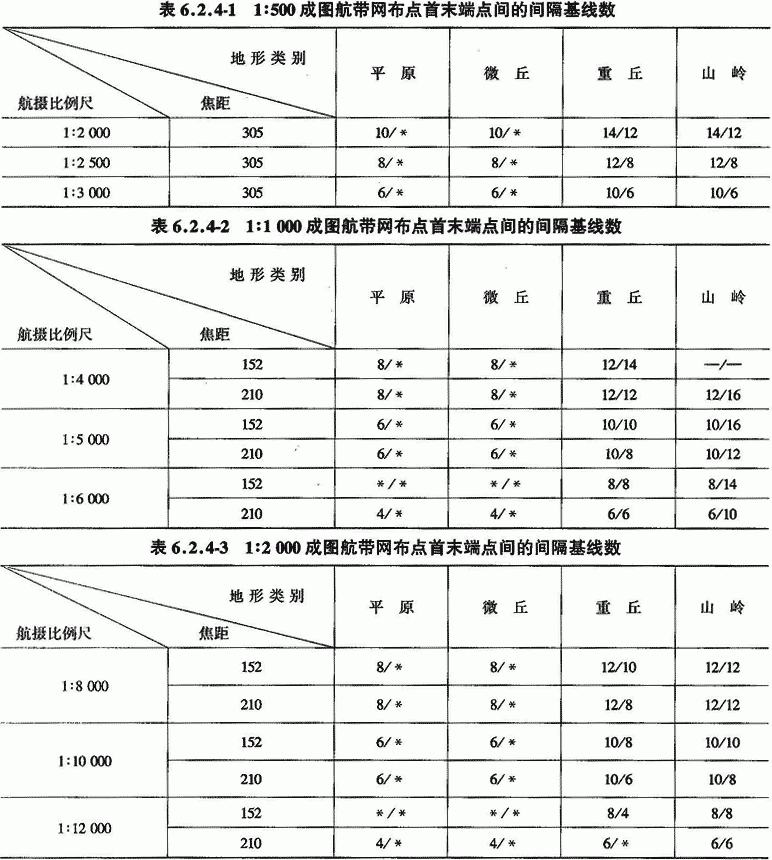 表 6.2.4-1 1:500 成图航带网布点首末端点间的间隔基线数
地 形 类 别 平 原 微 丘 重 丘 山 岭
航摄比例尺 焦距
1:2 000 305 10/* 10/* 14/12 14/12
1:2 500 305 8/* 8/* 12/8 12/8
1:3 000 305 6/* 6/* 10/6 10/6
表 6.2.4-2 1:1 000 成图航带网布点首末端点间的间隔基线数
地 形 类 别 平 原 微 丘 重 丘 山 岭
航摄比例尺 焦距
1:4 000 152 8/* 8/* 12/14 —/—
210 8/* 8/* 12/12 12/16
1:5 000 152 6/* 6/* 10/10 10/16
210 6/* 6/* 10/8 10/12
1:6 000 152 */* */* 8/8 8/14
210 4/* 4/* 6/6 6/10
表 6.2.4-3 1:2 000 成图航带网布点首末端点间的间隔基线数
地 形 类 别 平 原 微 丘 重 丘 山 岭
航摄比例尺 焦距
1:8 000 152 8/* 8/* 12/10 12/12
210 8/* 8/* 12/8 12/12
1:10 000 152 6/* 6/* 10/8 10/10
210 6/* 6/* 10/6 10/8
1:12 000 152 */* */* 8/4 8/8
210 4/* 4/* 6/* 6/6